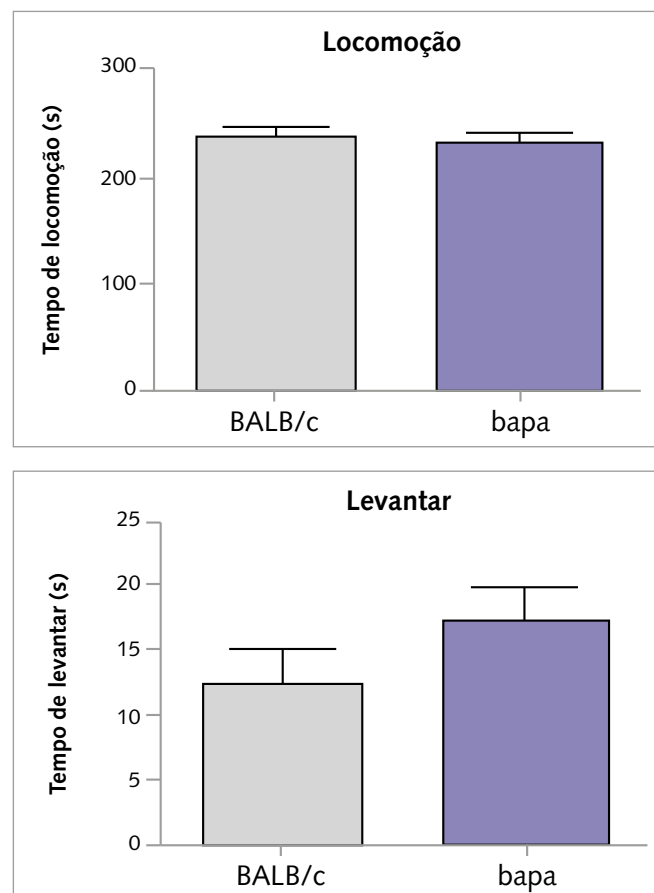 Locomoção
Tempo de locomoção (s)
300
200
100
0
BALB/c bapa
Levantar
Tempo de levantar (s)
25
20
15
10
5
0
BALB/c bapa